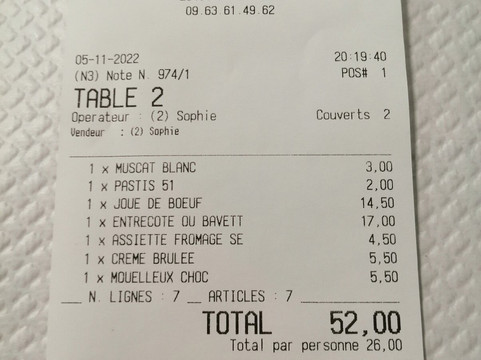 09.63.61.49.62
05-11-2022 20:19:40
(N3) Note N. 974/1 POS# 1
TABLE 2
Operateur : (2) Sophie Couverts 2
Vendeur : (2) Sophie
1 x MUSCAT BLANC 3,00
1 x PASTIS 51 2,00
1 x JOUE DE BOEUF 14,50
1 x ENTRECOTE OU BAVETT 17,00
1 x ASSIETTE FROMAGE SE 4,50
1 x CREME BRULEE 5,50
1 x MOUELLEUX CHOC 5,50
N. LIGNES : 7 ARTICLES : 7
TOTAL 52,00
Total par personne 26,00